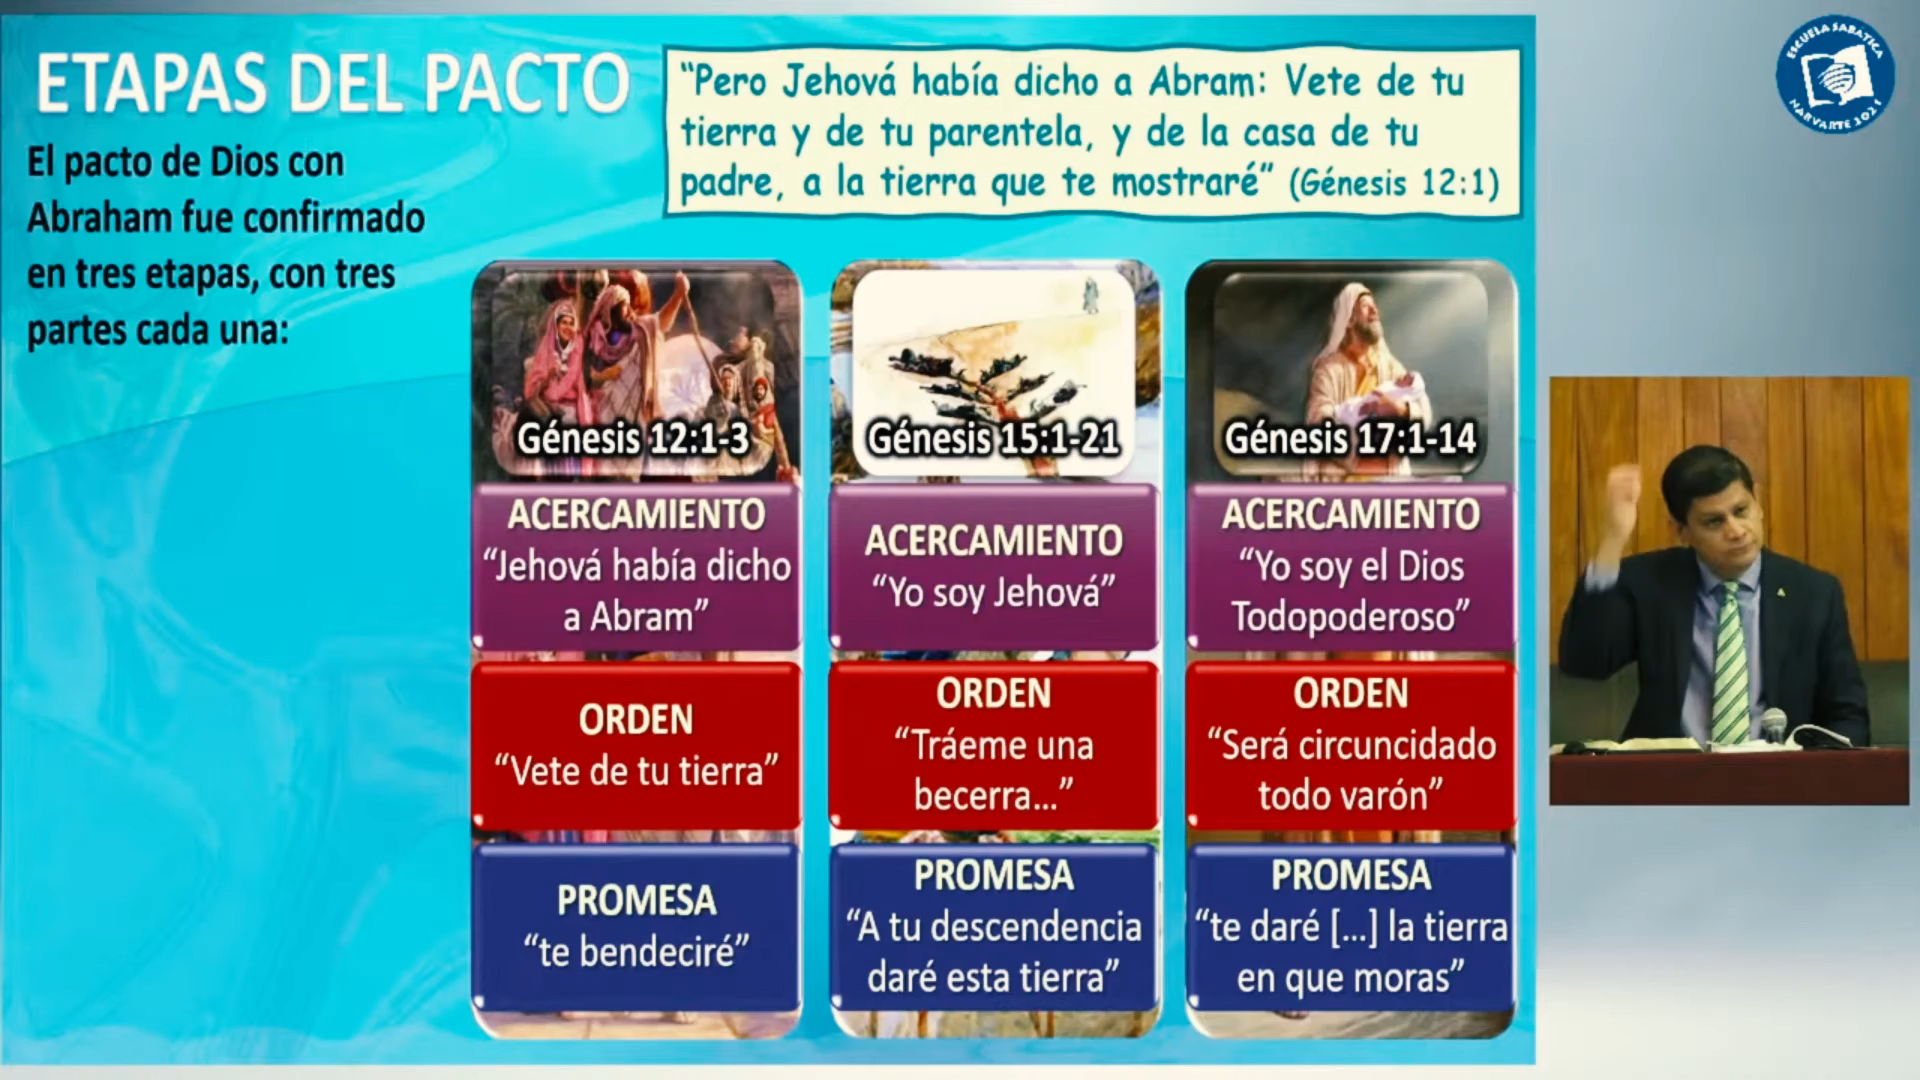 ETAPAS DEL PACTO
El pacto de Dios con
Abraham fue confirmado
en tres etapas, con tres
partes cada una:
“Pero Jehová había dicho a Abram: Vete de tu
tierra y de tu parentela, y de la casa de tu
padre, a la tierra que te mostraré” (Génesis 12:1)
Génesis 12:1-3
ACERCAMIENTO
“Jehová había dicho
a Abram”
ORDEN
“Vete de tu tierra”
PROMESA
“te bendeciré”
Génesis 15:1-21
ACERCAMIENTO
“Yo soy Jehová”
ORDEN
“Tráeme una
becerra...”
PROMESA
“A tu descendencia
daré esta tierra”
Génesis 17:1-14
ACERCAMIENTO
“Yo soy el Dios
Todopoderoso”
ORDEN
“Será circuncidado
todo varón”
PROMESA
“te daré [...] la tierra
en que moras”
ESCUELA SABATICA
NARVARTE 2021